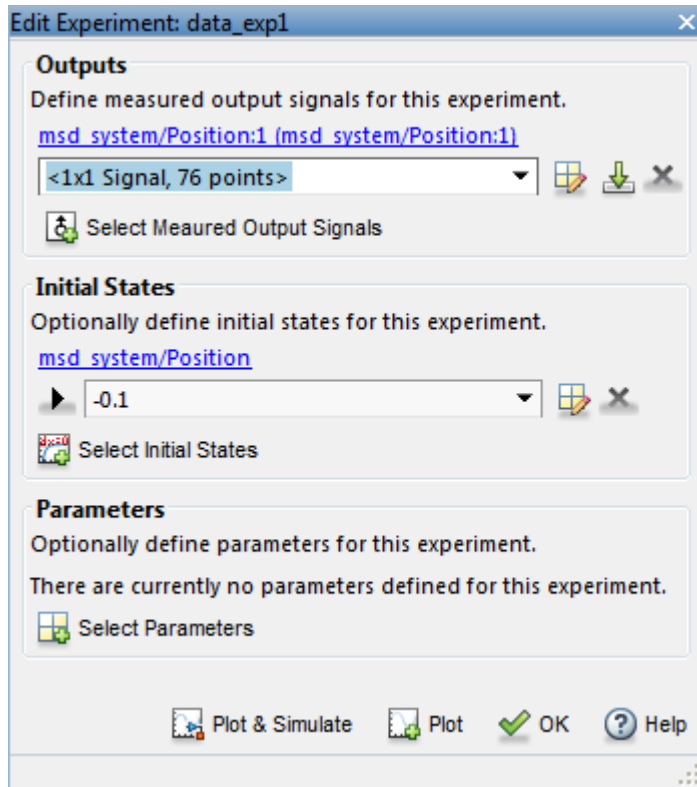 Edit Experiment: data_exp1
Outputs
Define measured output signals for this experiment.
msd_system/Position:1 (msd_system/Position:1)
<1x1 Signal, 76 points>
Select Meaured Output Signals
Initial States
Optionally define initial states for this experiment.
msd_system/Position
-0.1
Select Initial States
Parameters
Optionally define parameters for this experiment.
There are currently no parameters defined for this experiment.
Select Parameters
Plot & Simulate Plot OK Help